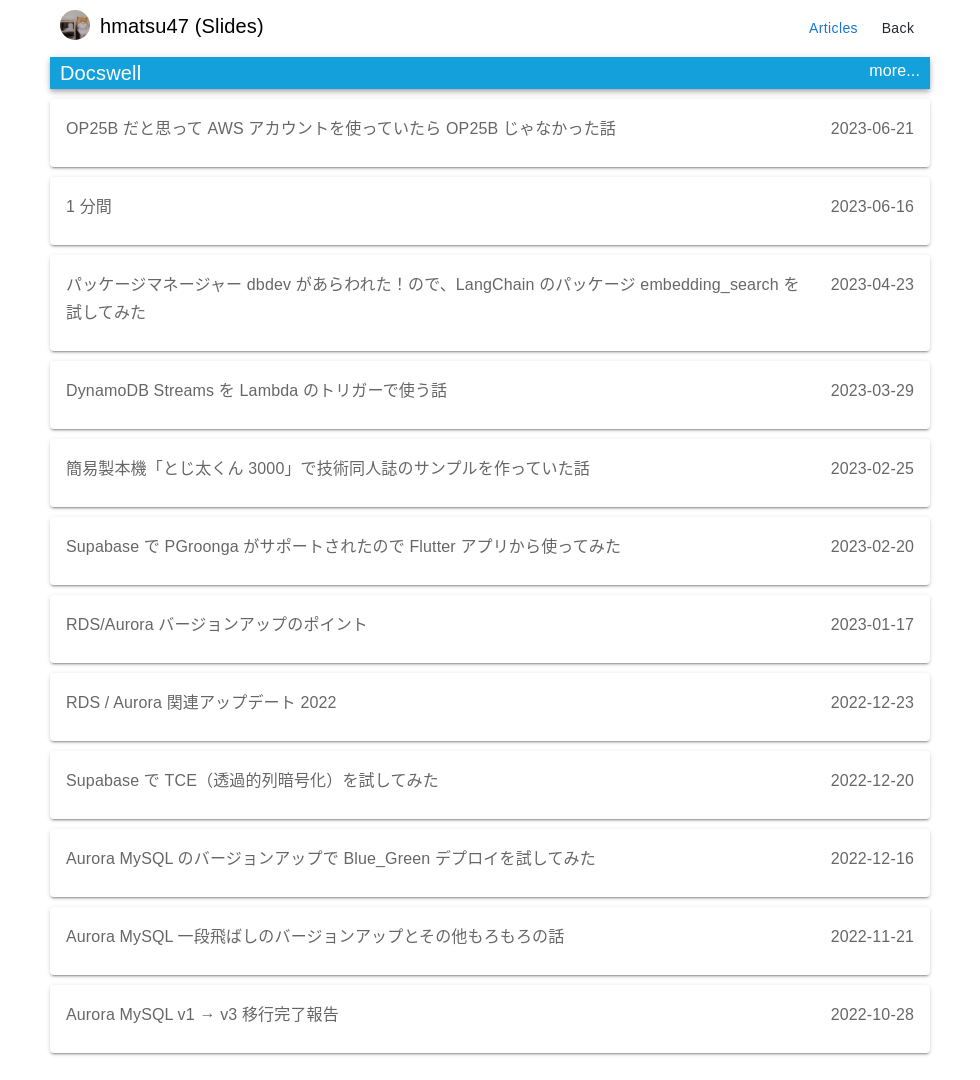 hmatsu47 (Slides)
Articles
Back
Docswell
more...
OP25B だと思って AWS アカウントを使っていたら OP25B じゃなかった話
2023-06-21
1 分間
2023-06-16
パッケージマネージャー dbdev があらわれた！ので、LangChain のパッケージ embedding_search を
試してみた
2023-04-23
DynamoDB Streams を Lambda のトリガーで使う話
2023-03-29
簡易製本機「とじ太くん 3000」で技術同人誌のサンプルを作っていた話
2023-02-25
Supabase で PGroonga がサポートされたので Flutter アプリから使ってみた
2023-02-20
RDS/Aurora バージョンアップのポイント
2023-01-17
RDS / Aurora 関連アップデート 2022
2022-12-23
Supabase で TCE（透過的列暗号化）を試してみた
2022-12-20
Aurora MySQL のバージョンアップで Blue_Green デプロイを試してみた
2022-12-16
Aurora MySQL 一段飛ばしのバージョンアップとその他もろもろの話
2022-11-21
Aurora MySQL v1 → v3 移行完了報告
2022-10-28